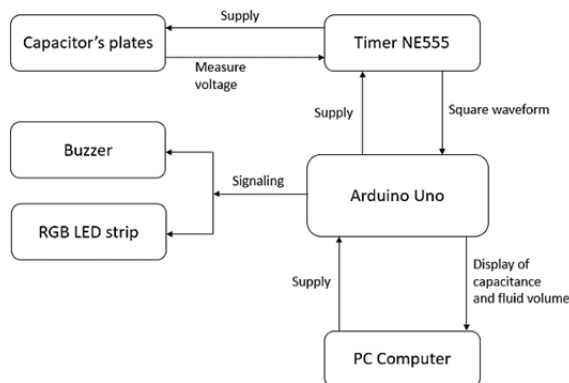 Supply
Capacitor's plates
Timer NE555
Measure
voltage
Supply
Square waveform
Buzzer
Signaling
Arduino Uno
RGB LED strip
Supply
Display of
capacitance
and fluid volume
PC Computer